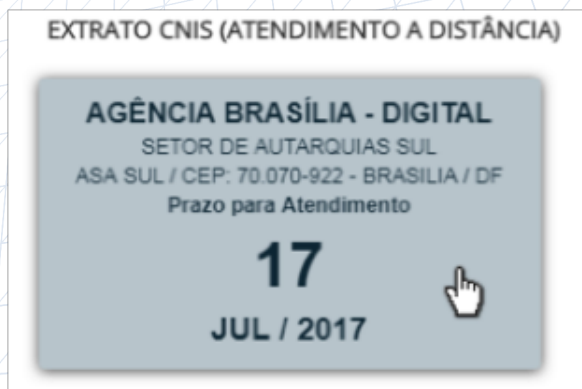 EXTRATO CNIS (ATENDIMENTO A DISTÂNCIA)
AGÊNCIA BRASÍLIA - DIGITAL
SETOR DE AUTARQUIAS SUL
ASA SUL / CEP: 70.070-922 - BRASILIA / DF
Prazo para Atendimento
17
JUL / 2017